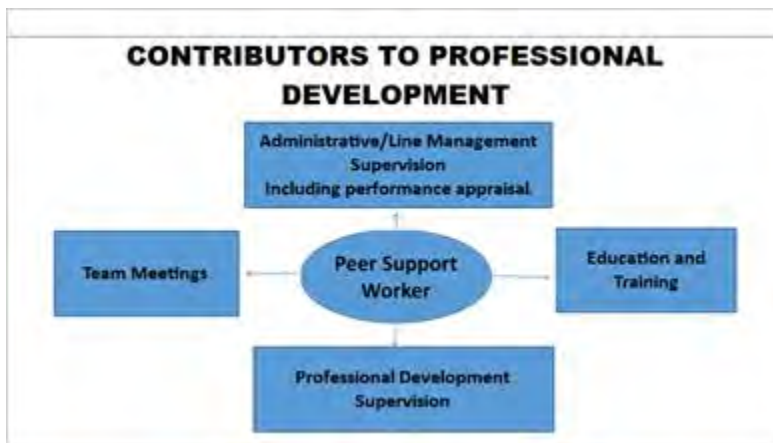 CONTRIBUTORS TO PROFESSIONAL
DEVELOPMENT
Administrative/Line Management
Supervision
Including performance appraisal.
Team Meetings
Peer Support
Worker
Education and
Training
Professional Development
Supervision